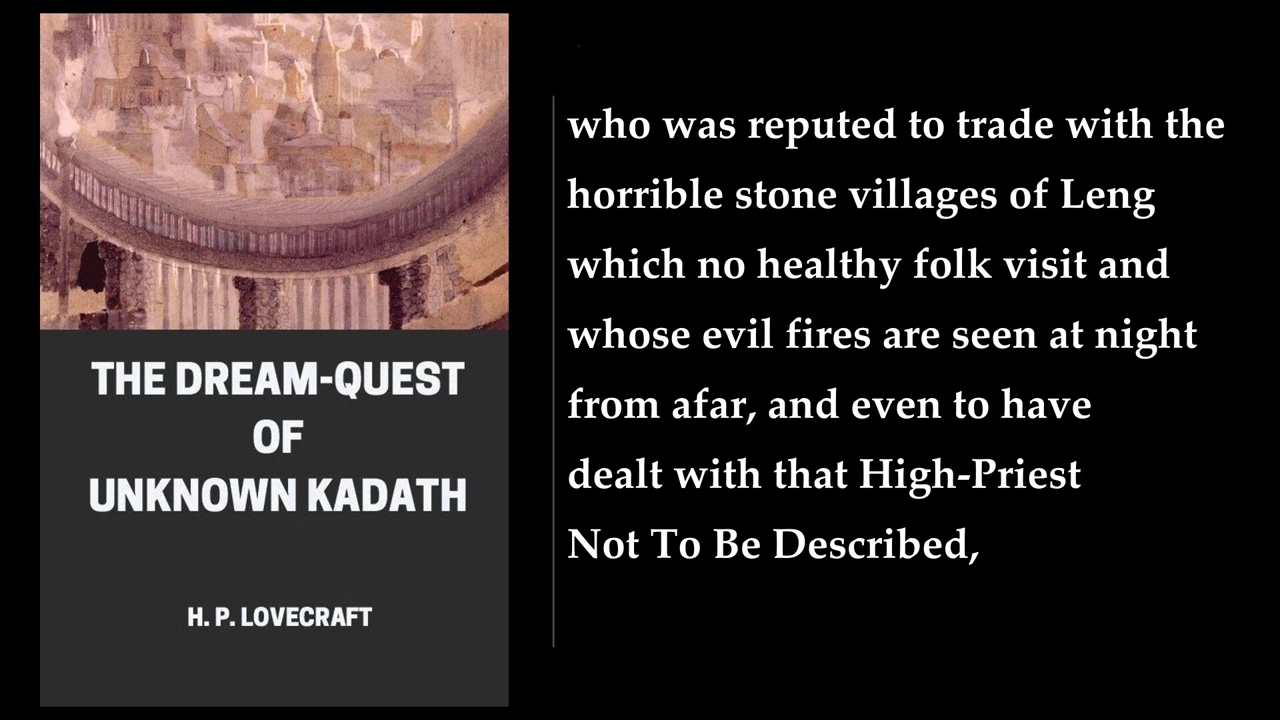 THE DREAM-QUEST
OF
UNKNOWN KADATH
H. P. LOVECRAFT
who was reputed to trade with the
horrible stone villages of Leng
which no healthy folk visit and
whose evil fires are seen at night
from afar, and even to have
dealt with that High-Priest
Not To Be Described,